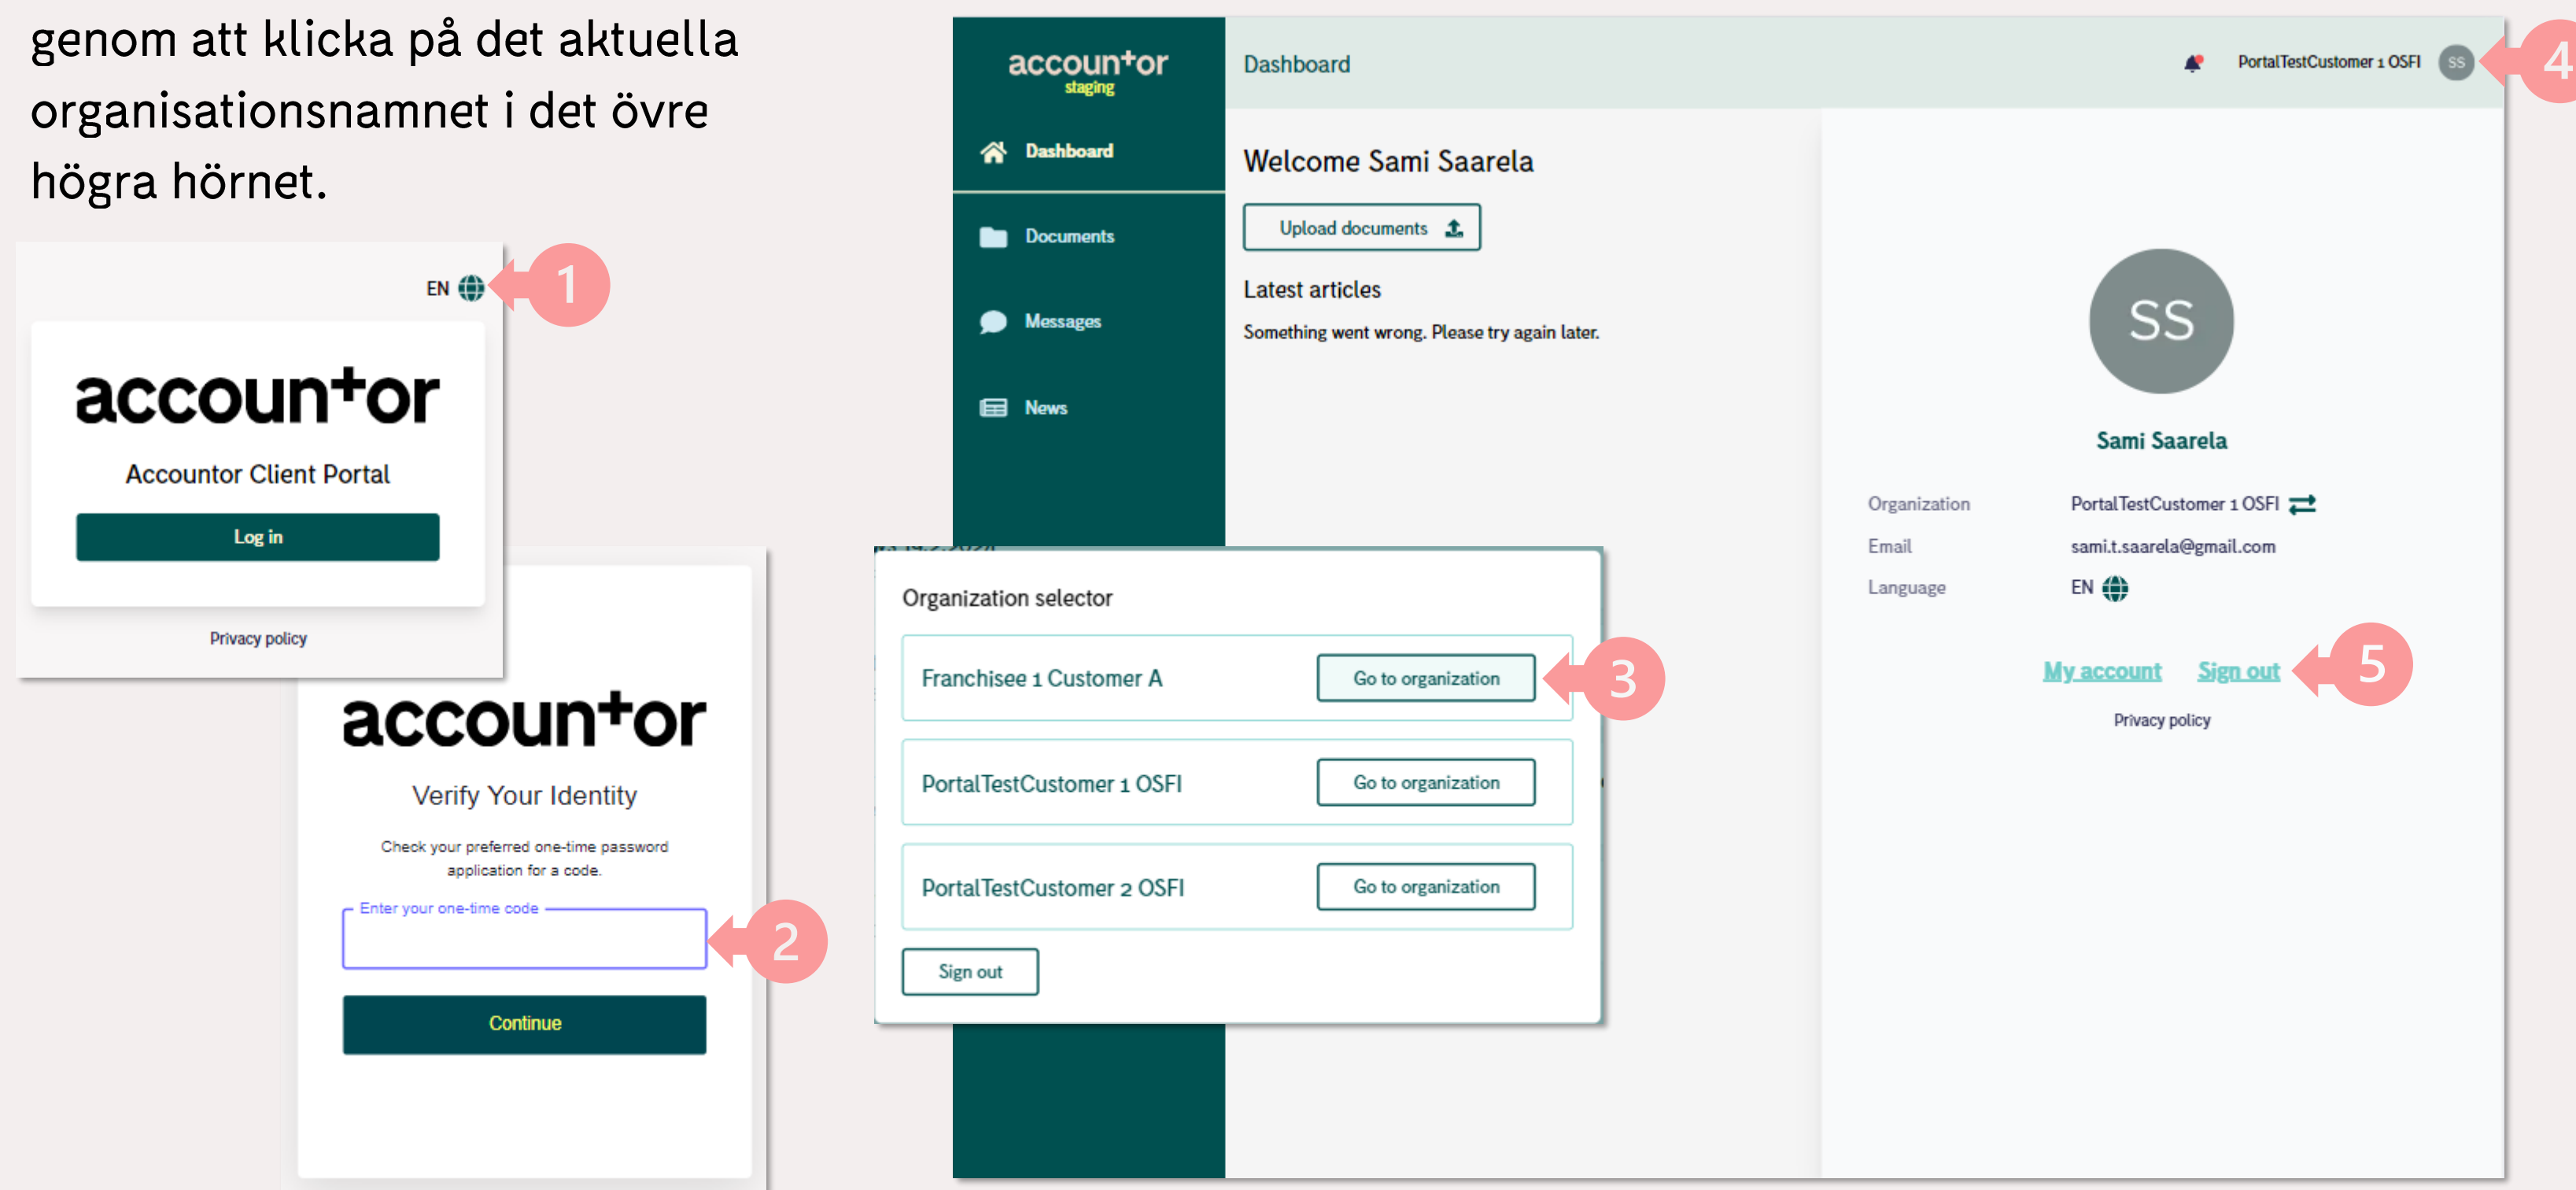 genom att klicka på det aktuella
organisationsnamnet i det övre
högra hörnet.
EN
1
accountor
Accountor Client Portal
Log in
Privacy policy
accountor
Verify Your Identity
Check your preferred one-time password
application for a code.
Enter your one-time code
2
Continue
accountor
staging
Dashboard
Documents
Messages
News
Dashboard
PortalTestCustomer 1 OSFI
SS
4
Welcome Sami Saarela
Upload documents
Latest articles
Something went wrong. Please try again later.
SS
Sami Saarela
Organization PortalTestCustomer 1 OSFI
Email sami.t.saarela@gmail.com
Language EN
My account Sign out
5
Privacy policy
Organization selector
Franchisee 1 Customer A Go to organization
3
PortalTestCustomer 1 OSFI Go to organization
PortalTestCustomer 2 OSFI Go to organization
Sign out